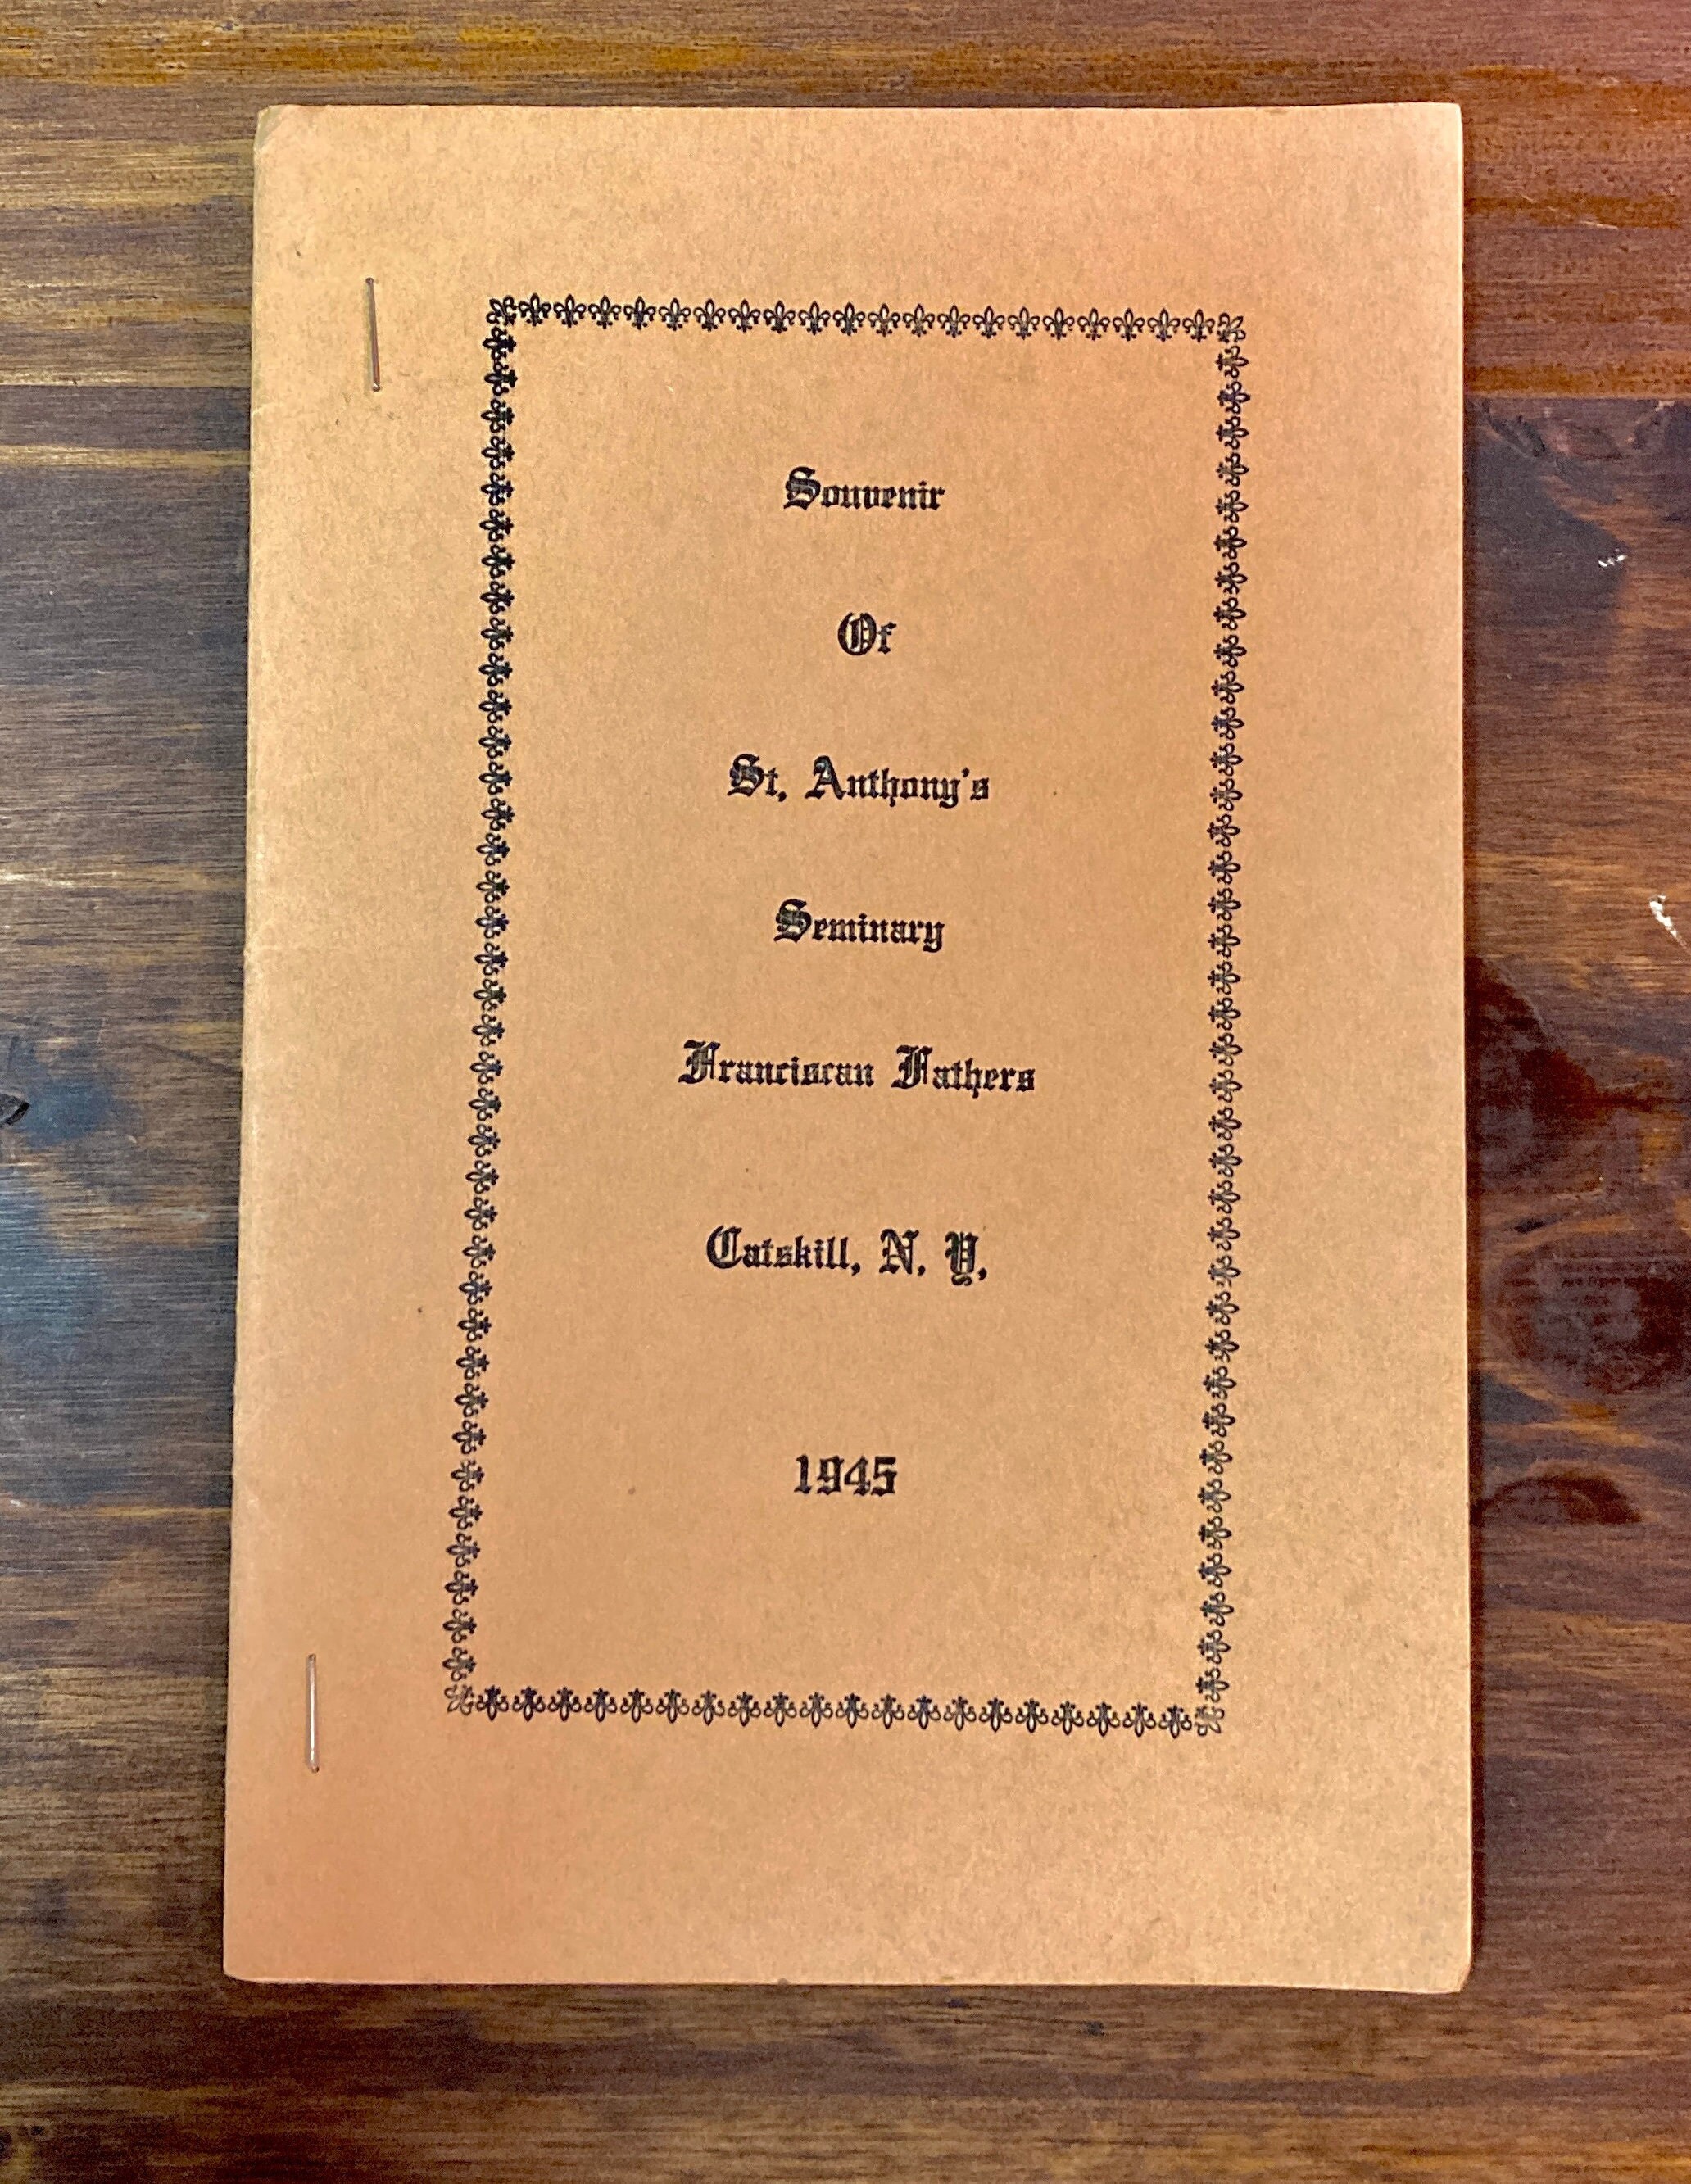 Souvenir
Of
St. Anthony's
Seminary
Franciscan Fathers
Catskill, N. Y.
1945